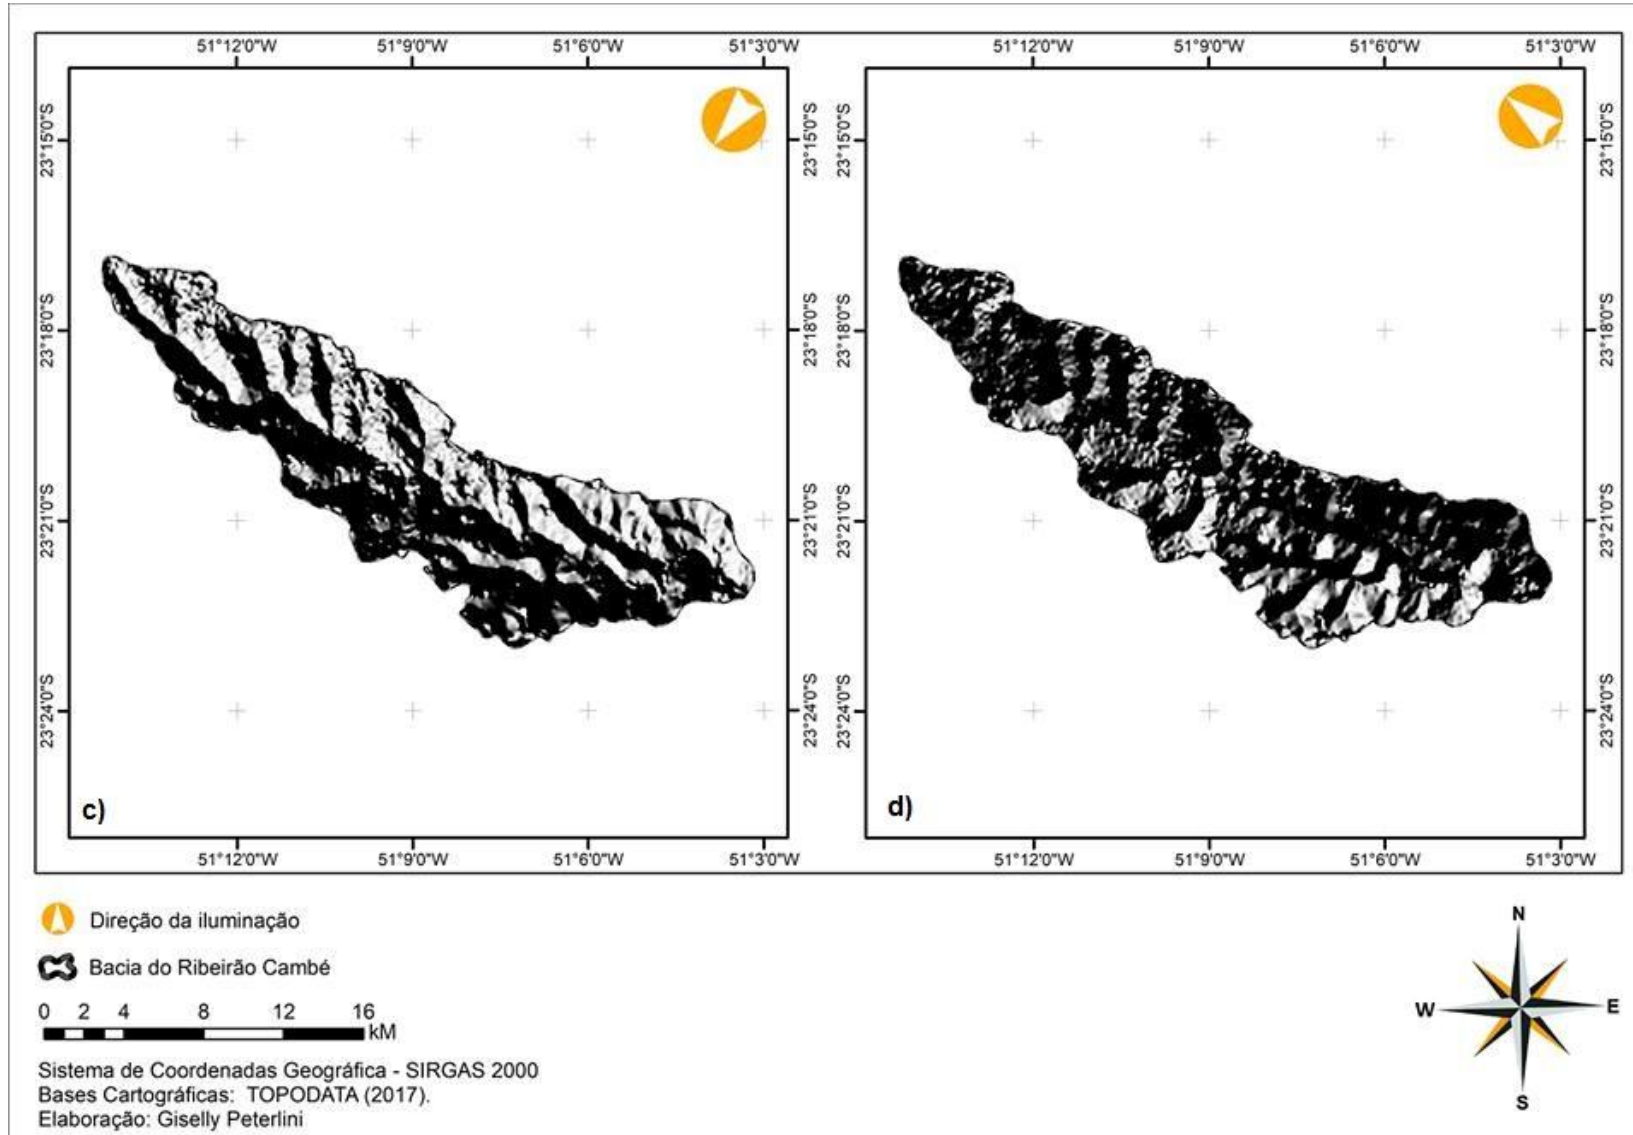 51°12'0"W 51°9'0"W 51°6'0"W 51°3'0"W 51°12'0"W 51°9'0"W 51°6'0"W 51°3'0"W
23°15'0"S 23°15'0"S 23°15'0"S 23°15'0"S
23°18'0"S 23°18'0"S 23°18'0"S 23°18'0"S
23°21'0"S 23°21'0"S 23°21'0"S 23°21'0"S
23°24'0"S 23°24'0"S 23°24'0"S 23°24'0"S
c) d)
51°12'0"W 51°9'0"W 51°6'0"W 51°3'0"W 51°12'0"W 51°9'0"W 51°6'0"W 51°3'0"W
Direção da iluminação
Bacia do Ribeirão Cambé
0 2 4 8 12 16
kM
Sistema de Coordenadas Geográfica - SIRGAS 2000
Bases Cartográficas: TOPODATA (2017).
Elaboração: Giselly Peterlini
N
W E
S